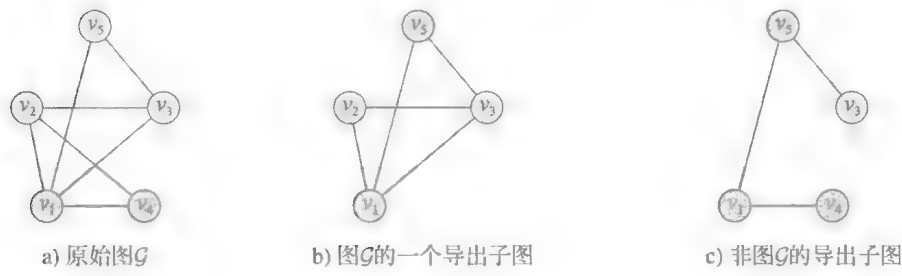 v₅
v₂
v₃
v₁
v₄
a) 原始图𝒢
v₅
v₂
v₃
v₁
b) 图𝒢的一个导出子图
v₅
v₃
v₁
v₄
c) 非图𝒢的导出子图